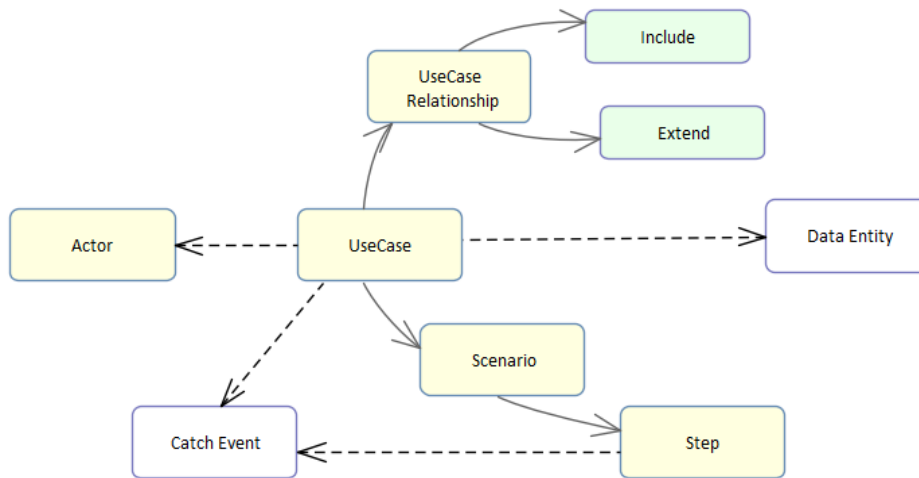 Include
UseCase
Relationship
Extend
Actor
UseCase
Data Entity
Scenario
Catch Event
Step